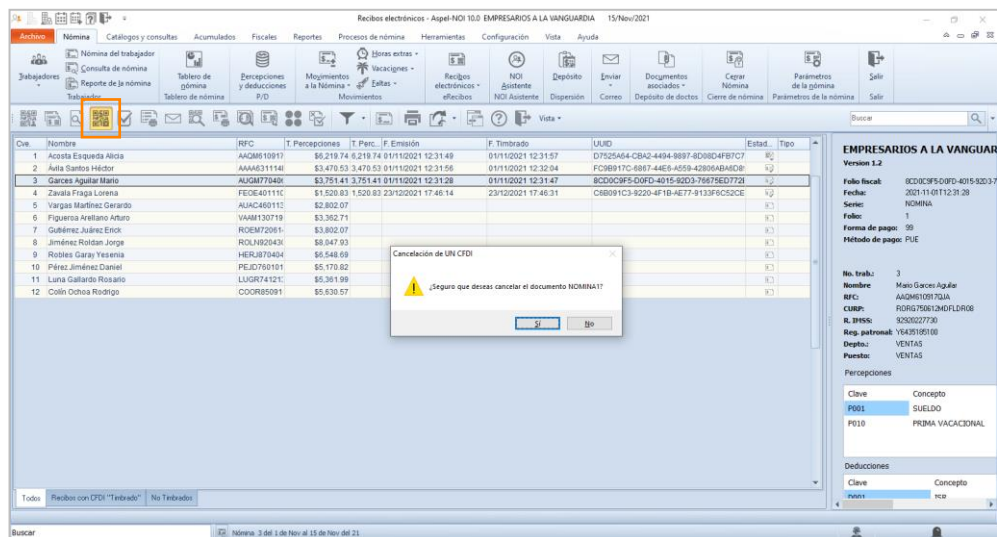 Recibos electrónicos - Aspel-NOI 10.0 EMPRESARIOS A LA VANGUARDIA 15/Nov/2021
Archivo Nómina Catálogos y consultas Acumulados Fiscales Reportes Procesos de nómina Herramientas Configuración Vista Ayuda
Trabajadores
Nómina del trabajador
Consulta de nómina
Reporte de la nómina
Trabajadores
Tablero de nómina
Tablero de nómina
Percepciones y deducciones
P/D
Movimientos a la Nómina
Horas extras
Vacaciones
Faltas
Movimientos
Recibos electrónicos
eRecibos
NOI Asistente
NOI Asistente
Depósito
Dispersión
Enviar
Correo
Documentos asociados
Depósito de doctos
Cerrar Nómina
Cierre de nómina
Parámetros de la nómina
Parámetros de la nómina
Salir
Salir
Vista
Buscar
Cve. Nombre RFC T. Percepciones T. Perc... F. Emisión F. Timbrado UUID Estad... Tipo
1 Acosta Esqueda Alicia AAQM610917 $6,219.74 6,219.74 01/11/2021 12:31:49 01/11/2021 12:31:57 D7525A64-CBA2-4494-9897-8D08D4FB7C7
2 Ávila Santos Héctor AAAA631114 $3,470.53 3,470.53 01/11/2021 12:31:56 01/11/2021 12:32:04 FC9B917C-6867-44E6-A559-42806ABA6D8
3 Garces Aguilar Mario AUGM77040 $3,751.41 3,751.41 01/11/2021 12:31:28 01/11/2021 12:31:47 8CD0C9F5-D0FD-4015-92D3-76675ED772
4 Zavala Fraga Lorena FEOE40111 $1,520.83 1,520.83 23/12/2021 17:46:14 23/12/2021 17:46:31 C6B091C3-9220-4F1B-AE77-9133F6C52CE
5 Vargas Martínez Gerardo AUAC46011 $2,802.07
6 Figueroa Arellano Arturo VAAM130719 $3,362.71
7 Gutiérrez Juárez Erick ROEM72061 $3,802.07
8 Jiménez Roldan Jorge ROLN92043 $8,047.93
9 Robles Garay Yesenia HERJ870404 $6,548.69
10 Pérez Jiménez Daniel PEJD760101 $5,170.82
11 Luna Gallardo Rosario LUGR74121 $5,361.99
12 Colín Ochoa Rodrigo COOR85091 $5,630.57
Cancelación de UN CFDI
¿Seguro que deseas cancelar el documento NOMINA1?
Sí No
EMPRESARIOS A LA VANGUAR
Version 1.2
Folio fiscal: 8CD0C9F5-D0FD-4015-92D3-7
Fecha: 2021-11-01T12:31:28
Serie: NOMINA
Folio: 1
Forma de pago: 99
Método de pago: PUE
No. trab.: 3
Nombre Mario Garces Aguilar
RFC: AAQM610917QJA
CURP: RORG750612MDFLDR08
R. IMSS: 92920227730
Reg. patronal: Y6435185100
Depto.: VENTAS
Puesto: VENTAS
Percepciones
Clave Concepto
P001 SUELDO
P010 PRIMA VACACIONAL
Deducciones
Clave Concepto
D001 ISR
Todos Recibos con CFDI "Timbrado" No Timbrados
Buscar
Nómina 3 del 1 de Nov al 15 de Nov del 21